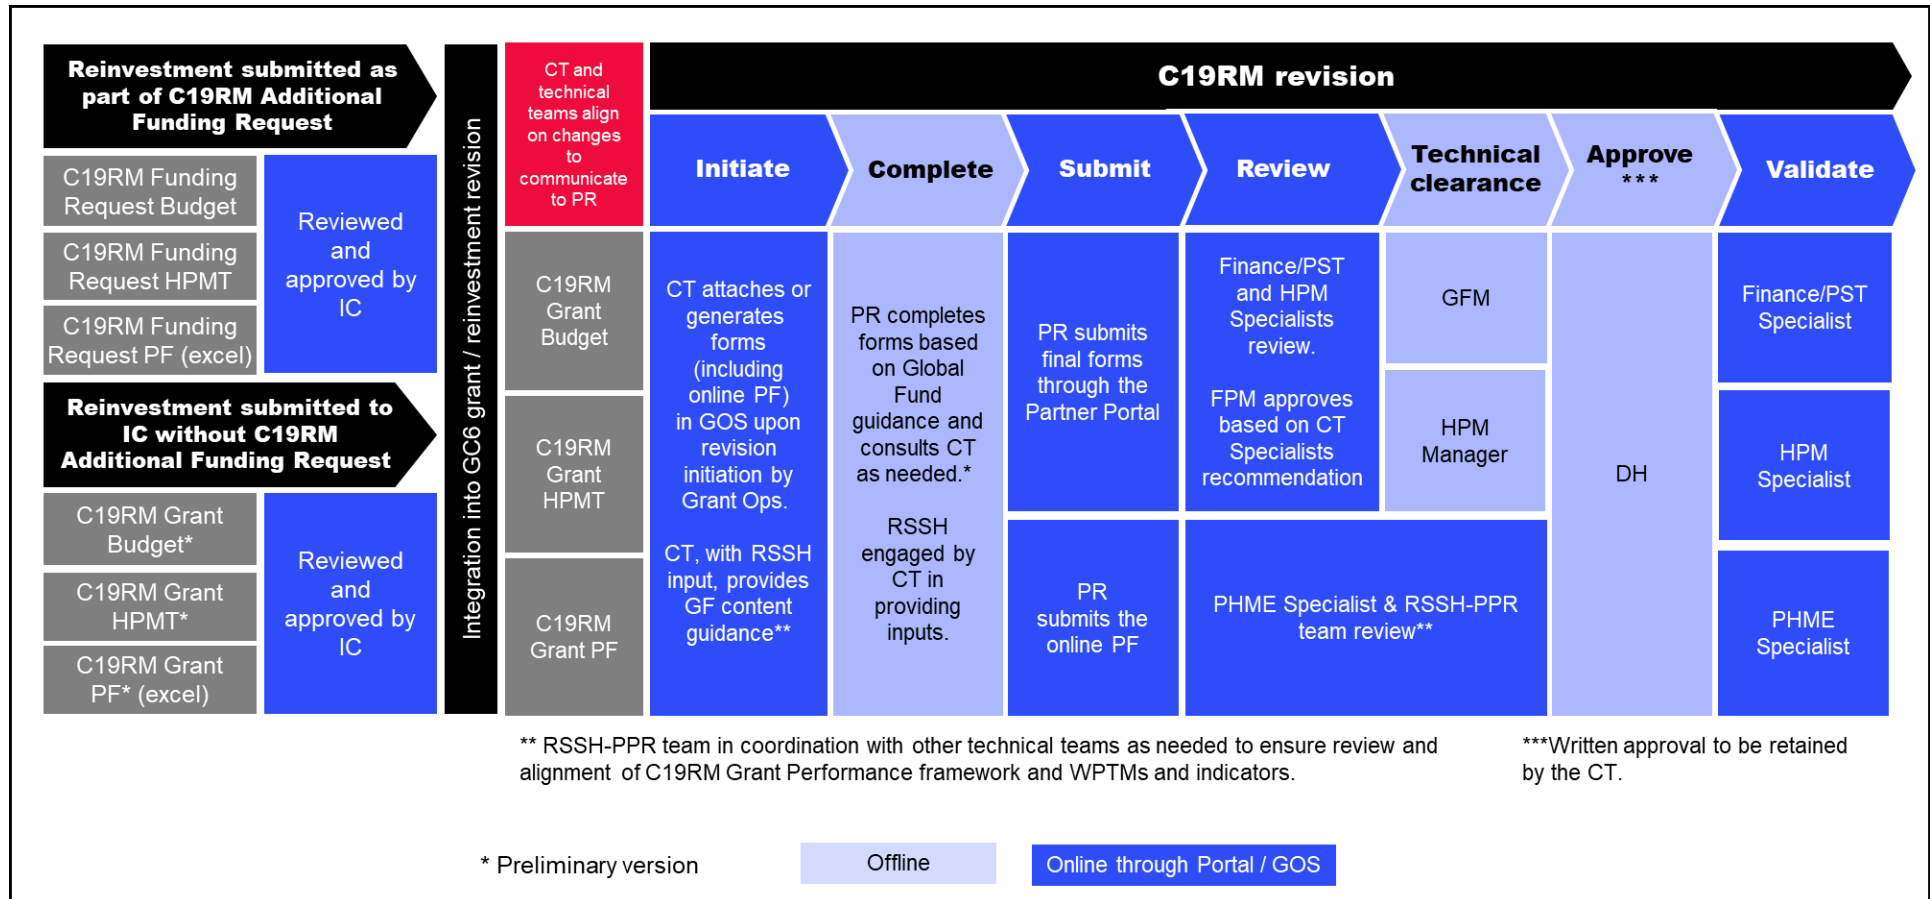 Reinvestment submitted as
part of C19RM Additional
Funding Request
C19RM Funding
Request Budget
C19RM Funding
Request HPMT
C19RM Funding
Request PF (excel)
Reviewed
and
approved by
IC
Reinvestment submitted to
IC without C19RM
Additional Funding Request
C19RM Grant
Budget*
C19RM Grant
HPMT*
C19RM Grant
PF* (excel)
Reviewed
and
approved by
IC
Integration into GC6 grant / reinvestment revision
CT and
technical
teams align
on changes
to
communicate
to PR
C19RM
Grant
Budget
C19RM
Grant
HPMT
C19RM
Grant PF
C19RM revision
Initiate
CT attaches or
generates
forms
(including
online PF)
in GOS upon
revision
initiation by
Grant Ops.
CT, with RSSH
input, provides
GF content
guidance**
Complete
PR completes
forms based
on Global
Fund
guidance and
consults CT
as needed.*
RSSH
engaged by
CT in
providing
inputs.
Submit
PR submits
final forms
through the
Partner Portal
PR
submits the
online PF
Review
Finance/PST
and HPM
Specialists
review.
FPM approves
based on CT
Specialists
recommendation
Technical
clearance
GFM
HPM
Manager
PHME Specialist & RSSH-PPR
team review**
Approve
***
DH
Validate
Finance/PST
Specialist
HPM
Specialist
PHME
Specialist
** RSSH-PPR team in coordination with other technical teams as needed to ensure review and
alignment of C19RM Grant Performance framework and WPTMs and indicators.
***Written approval to be retained
by the CT.
* Preliminary version
Offline
Online through Portal / GOS